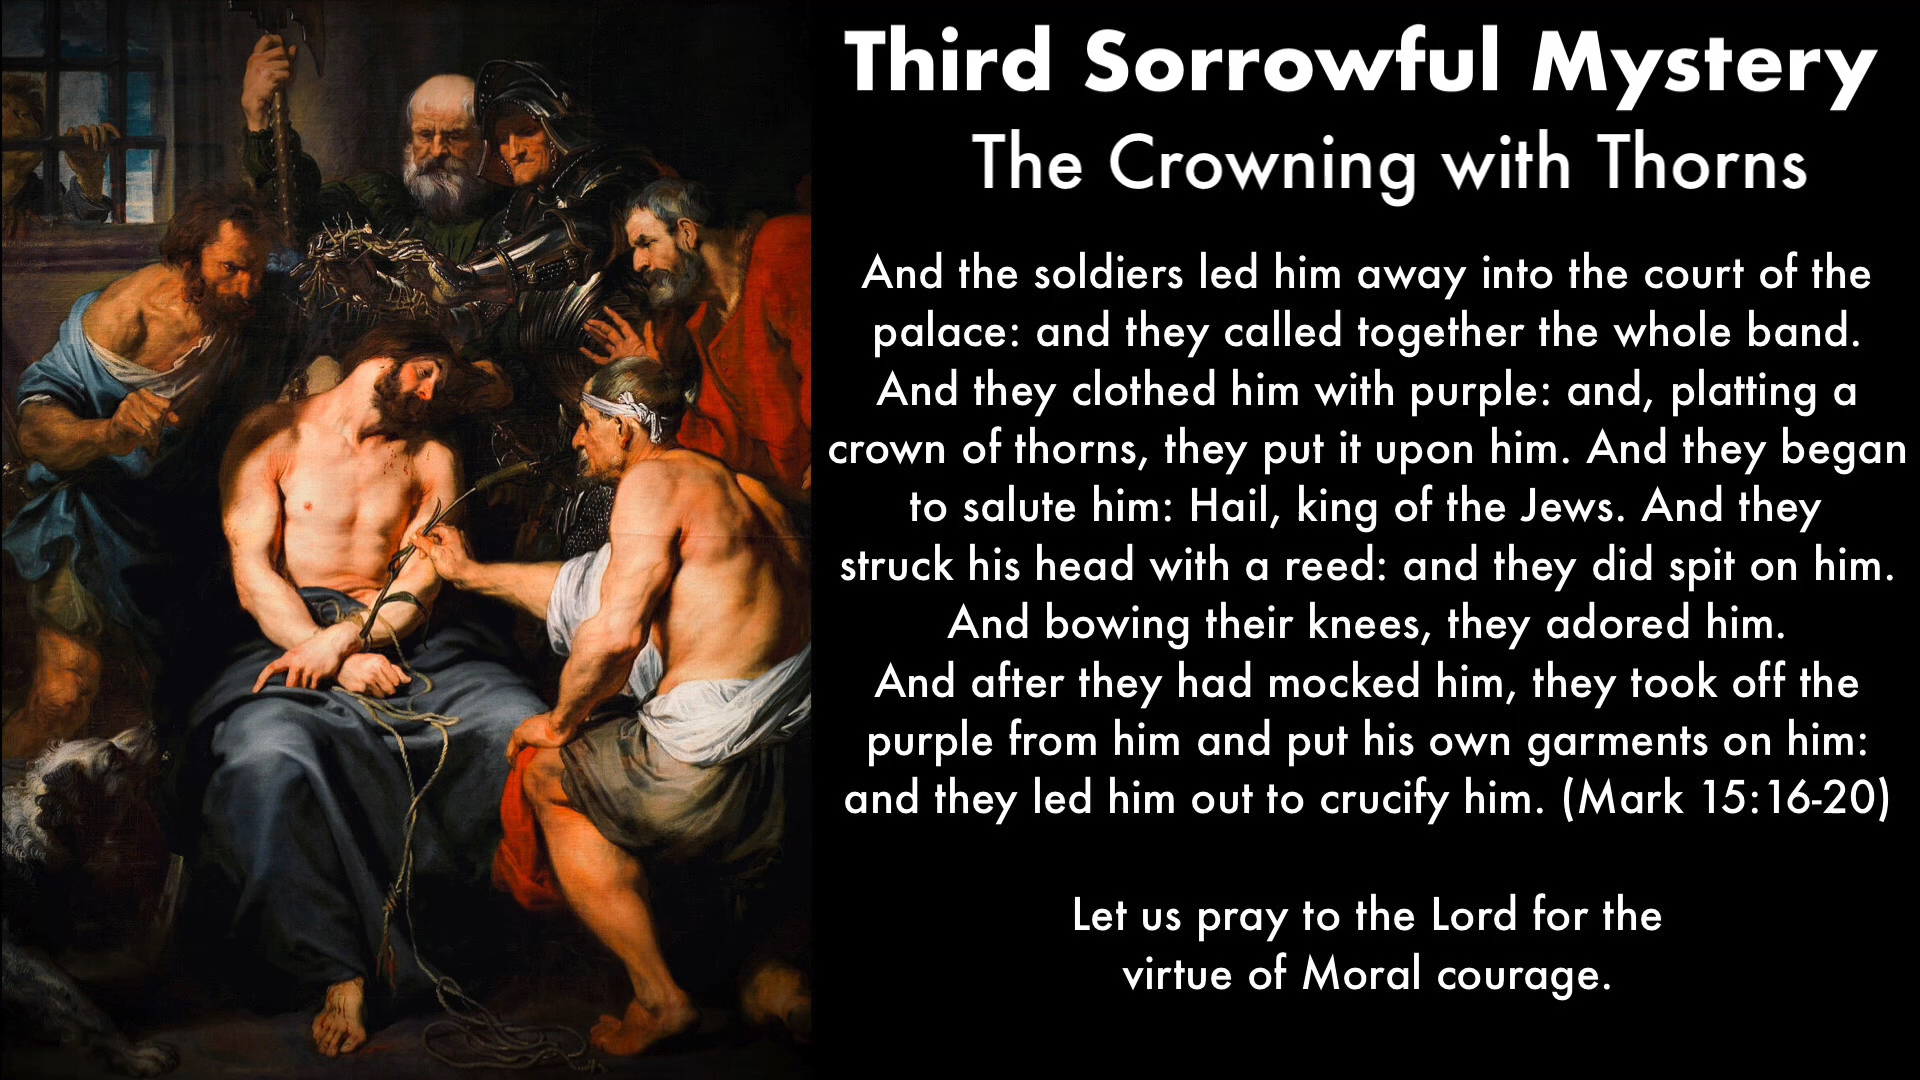 Third Sorrowful Mystery
The Crowning with Thorns
And the soldiers led him away into the court of the
palace: and they called together the whole band.
And they clothed him with purple: and, platting a
crown of thorns, they put it upon him. And they began
to salute him: Hail, king of the Jews. And they
struck his head with a reed: and they did spit on him.
And bowing their knees, they adored him.
And after they had mocked him, they took off the
purple from him and put his own garments on him:
and they led him out to crucify him. (Mark 15:16-20)
Let us pray to the Lord for the
virtue of Moral courage.